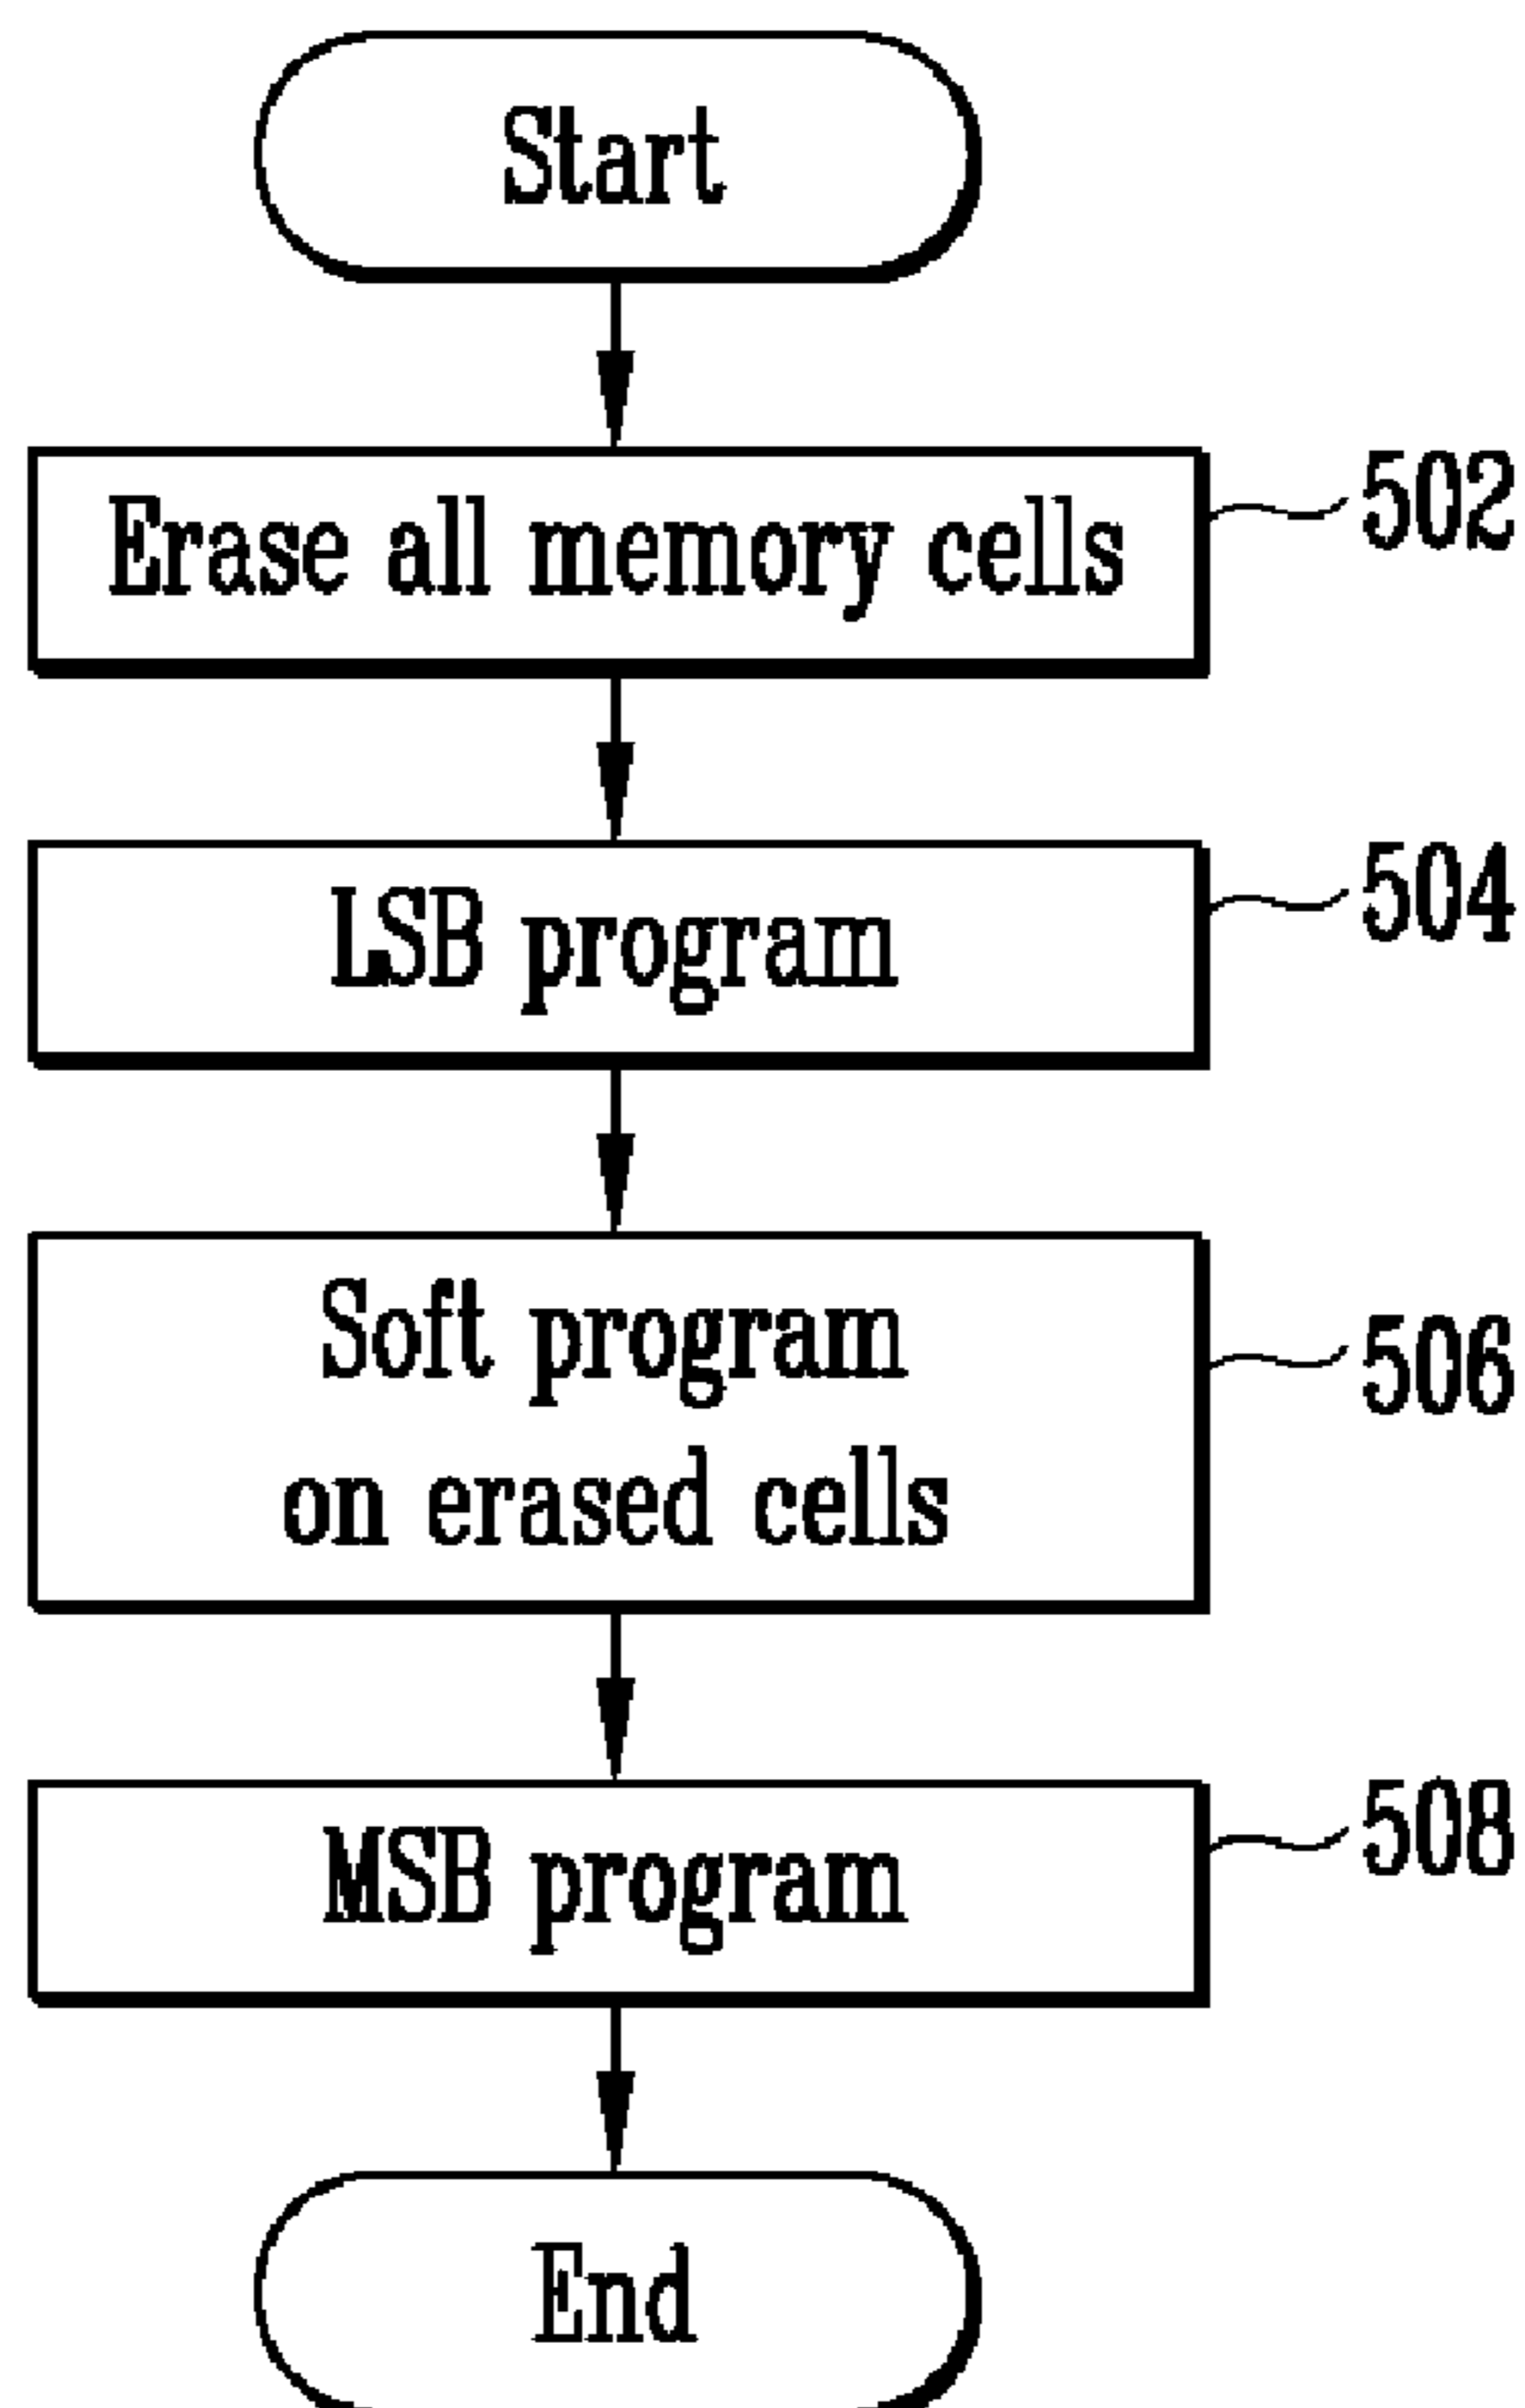 Start
Erase all memory cells
502
LSB program
504
Soft program
on erased cells
506
MSB program
508
End